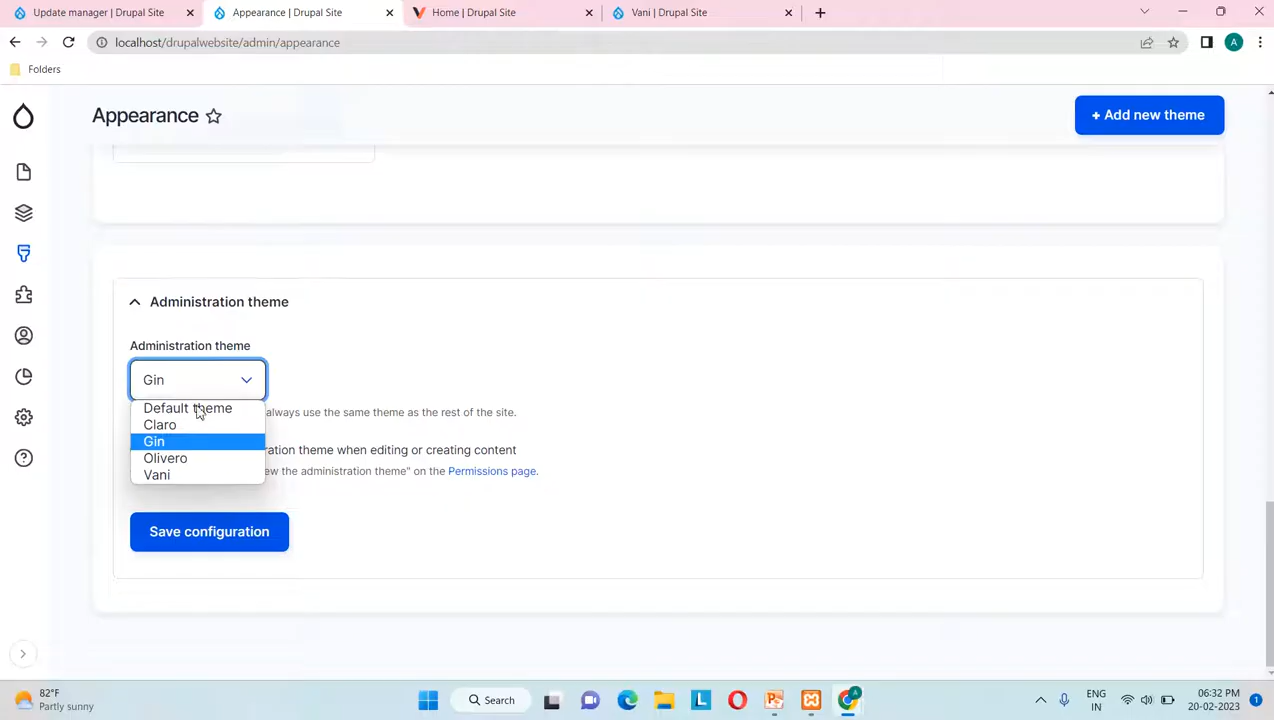 Update manager | Drupal Site
Appearance | Drupal Site
Home | Drupal Site
Vani | Drupal Site
localhost/drupalwebsite/admin/appearance
A
Folders
Appearance
+ Add new theme
Administration theme
Administration theme
Gin
Default theme
always use the same theme as the rest of the site.
Claro
Gin
ration theme when editing or creating content
Olivero
ew the administration theme" on the Permissions page.
Vani
Save configuration
82°F
Partly sunny
Search
L
A
ENG
IN
06:32 PM
20-02-2023
1